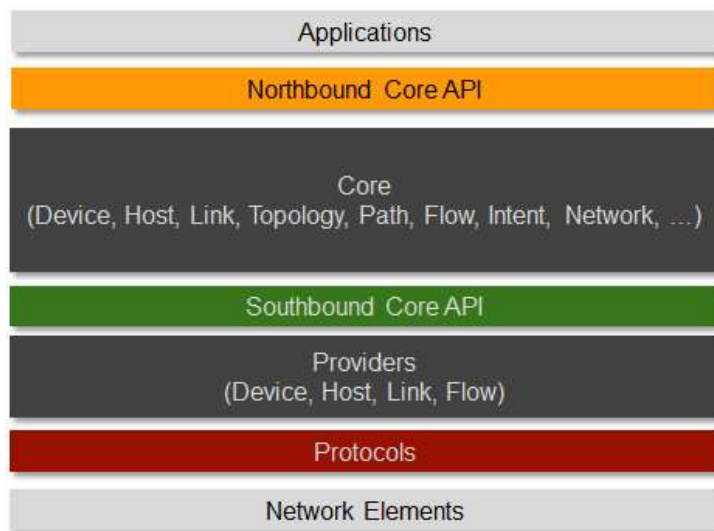 Applications
Northbound Core API
Core
(Device, Host, Link, Topology, Path, Flow, Intent, Network, ...)
Southbound Core API
Providers
(Device, Host, Link, Flow)
Protocols
Network Elements